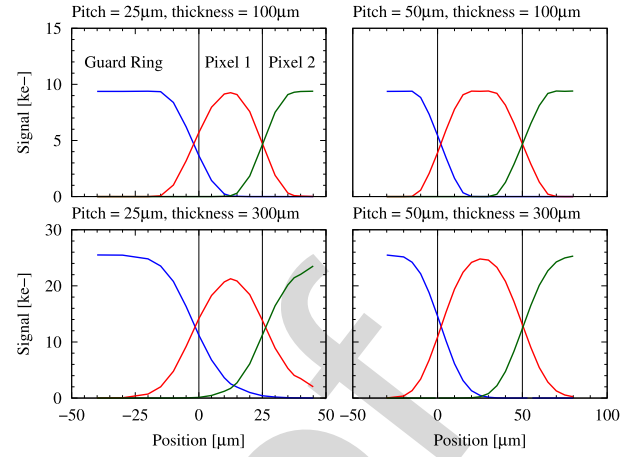 Pitch = 25μm, thickness = 100μm
Pitch = 50μm, thickness = 100μm
15
10
5
0
Signal [ke−]
Guard Ring
Pixel 1
Pixel 2
Pitch = 25μm, thickness = 300μm
Pitch = 50μm, thickness = 300μm
30
20
10
0
Signal [ke−]
−50 −25 0 25 50
−50 0 50 100
Position [μm]
Position [μm]